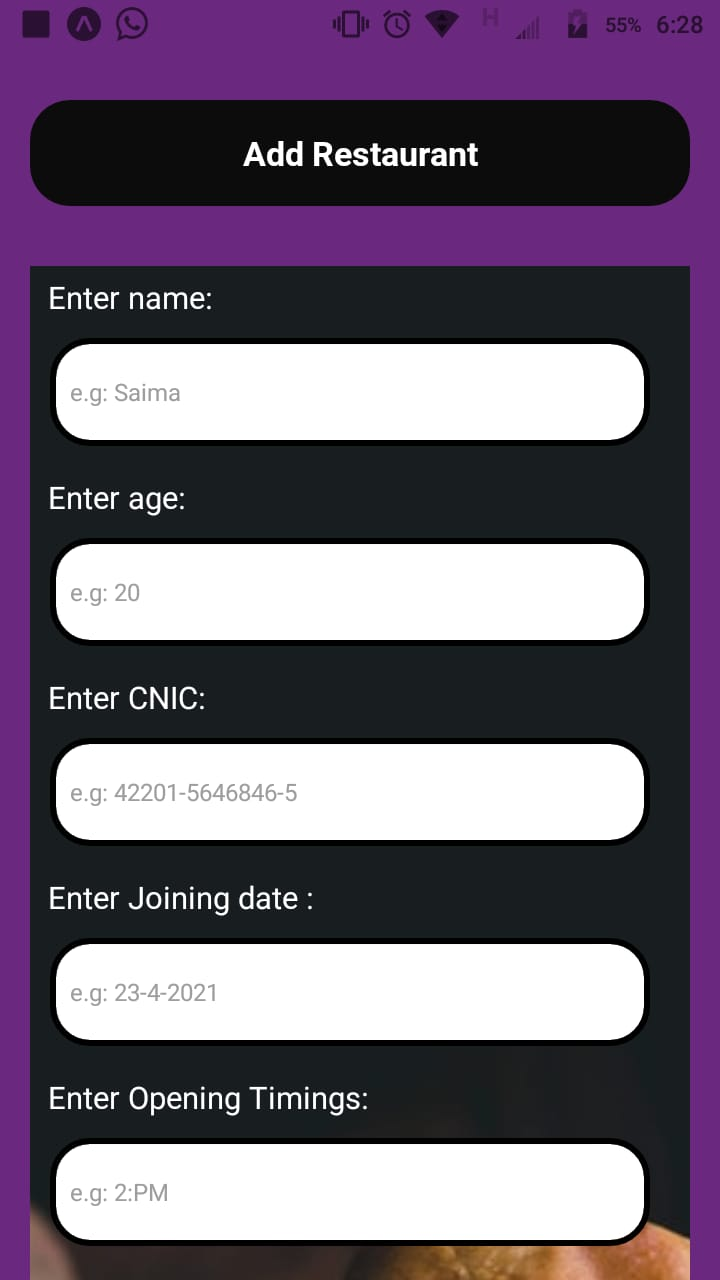 H 55% 6:28
Add Restaurant
Enter name:
e.g: Saima
Enter age:
e.g: 20
Enter CNIC:
e.g: 42201-5646846-5
Enter Joining date :
e.g: 23-4-2021
Enter Opening Timings:
e.g: 2:PM